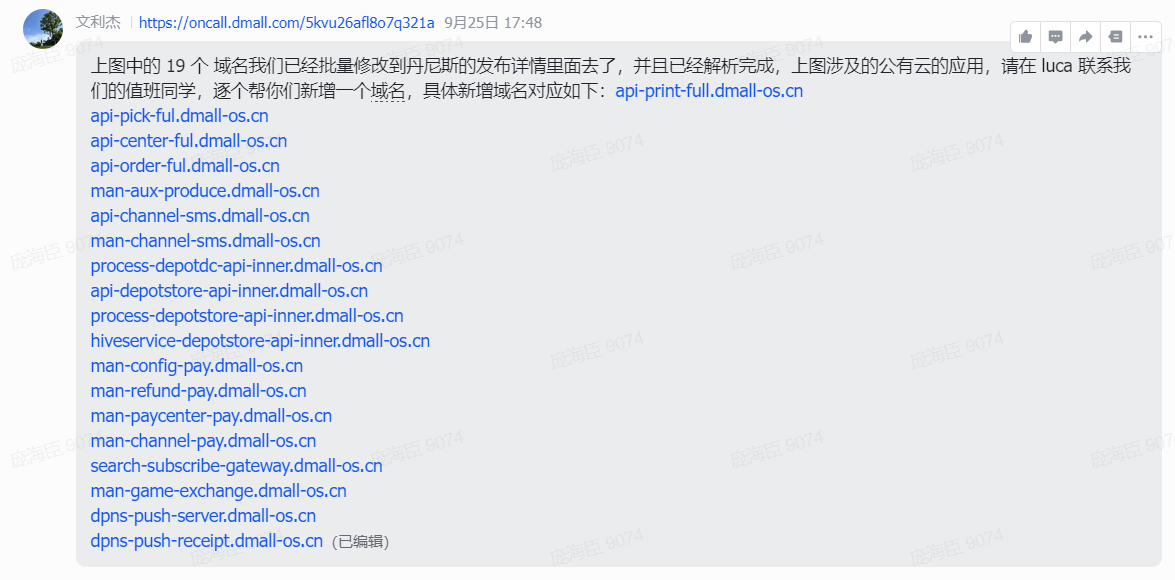 文利杰 https://oncall.dmall.com/5kvu26afl8o7q321a 9月25日 17:48
上图中的 19 个 域名我们已经批量修改到丹尼斯的发布详情里面去了，并且已经解析完成，上图涉及的公有云的应用，请在 luca 联系我
们的值班同学，逐个帮你们新增一个域名，具体新增域名对应如下：api-print-full.dmall-os.cn
api-pick-ful.dmall-os.cn
api-center-ful.dmall-os.cn
api-order-ful.dmall-os.cn
man-aux-produce.dmall-os.cn
api-channel-sms.dmall-os.cn
man-channel-sms.dmall-os.cn
process-depotdc-api-inner.dmall-os.cn
api-depotstore-api-inner.dmall-os.cn
process-depotstore-api-inner.dmall-os.cn
hiveservice-depotstore-api-inner.dmall-os.cn
man-config-pay.dmall-os.cn
man-refund-pay.dmall-os.cn
man-paycenter-pay.dmall-os.cn
man-channel-pay.dmall-os.cn
search-subscribe-gateway.dmall-os.cn
man-game-exchange.dmall-os.cn
dpns-push-server.dmall-os.cn
dpns-push-receipt.dmall-os.cn (已编辑)
庞海臣 9074